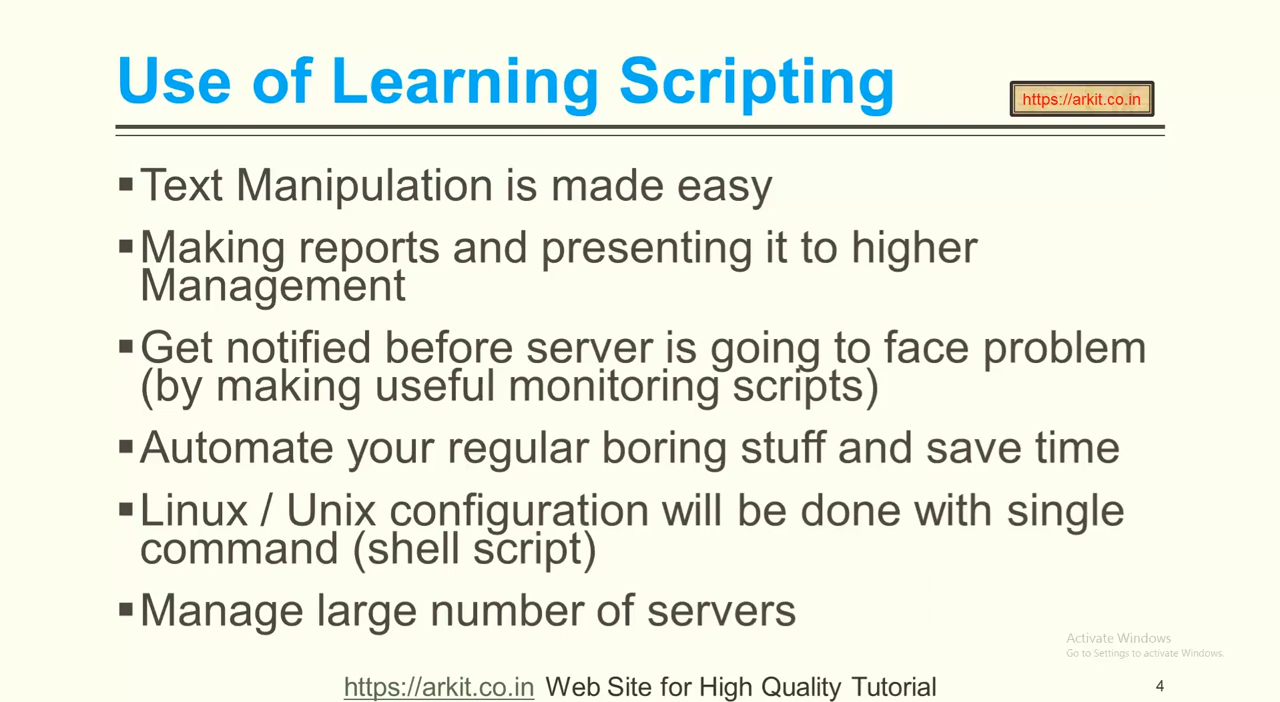 Use of Learning Scripting
https://arkit.co.in
▪Text Manipulation is made easy
▪Making reports and presenting it to higher
Management
▪Get notified before server is going to face problem
(by making useful monitoring scripts)
▪Automate your regular boring stuff and save time
▪Linux / Unix configuration will be done with single
command (shell script)
▪Manage large number of servers
Activate Windows
Go to Settings to activate Windows.
https://arkit.co.in Web Site for High Quality Tutorial
4